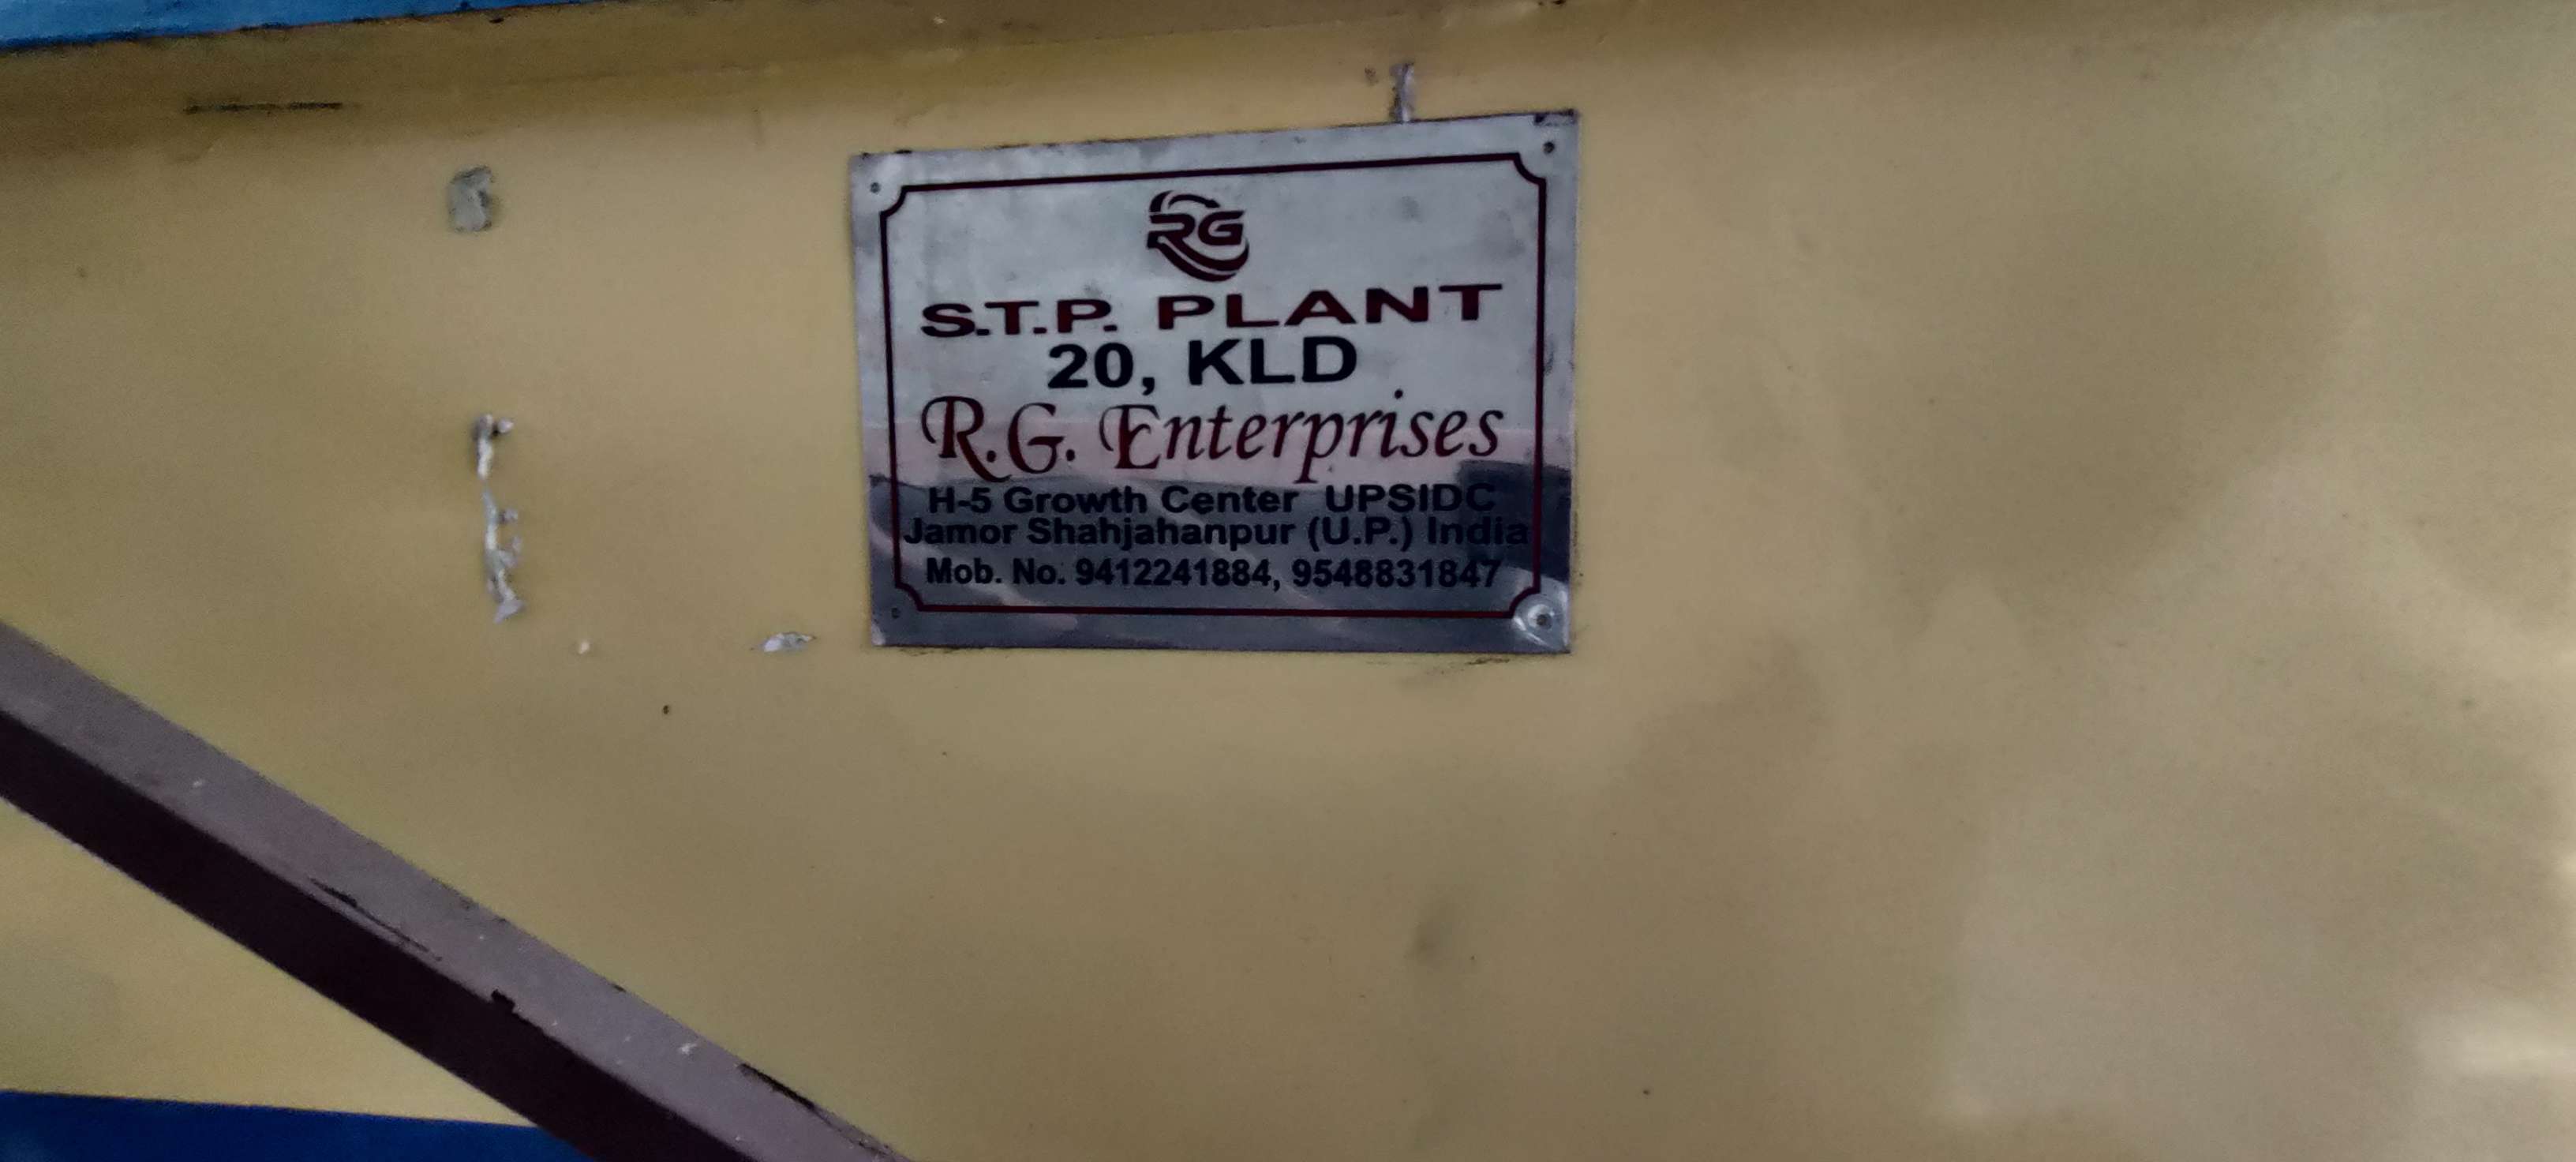 RG
S.T.P. PLANT
20, KLD
R.G. Enterprises
H-5 Growth Center UPSIDC
Jamor Shahjahanpur (U.P.) India
Mob. No. 9412241884, 9548831847